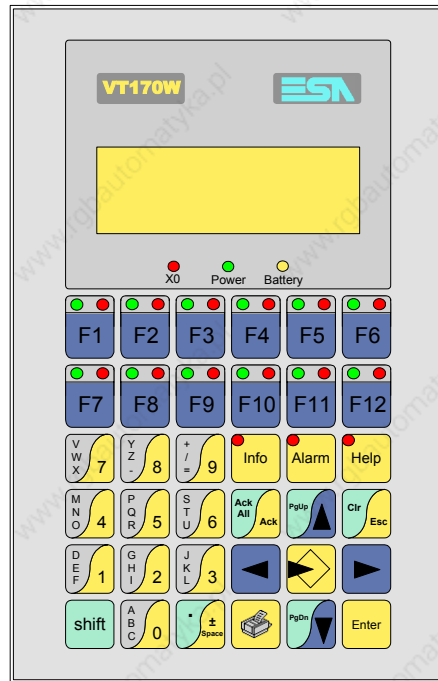 VT170W ESA
X0 Power Battery
F1 F2 F3 F4 F5 F6
F7 F8 F9 F10 F11 F12
V W X 7 Y Z - 8 + / = 9 Info Alarm Help
M N O 4 P Q R 5 S T U 6 Ack All Ack PgUp Clr Esc
D E F 1 G H I 2 J K L 3
shift A B C 0 . ± Space PgDn Enter
www.rgbautomatyka.pl